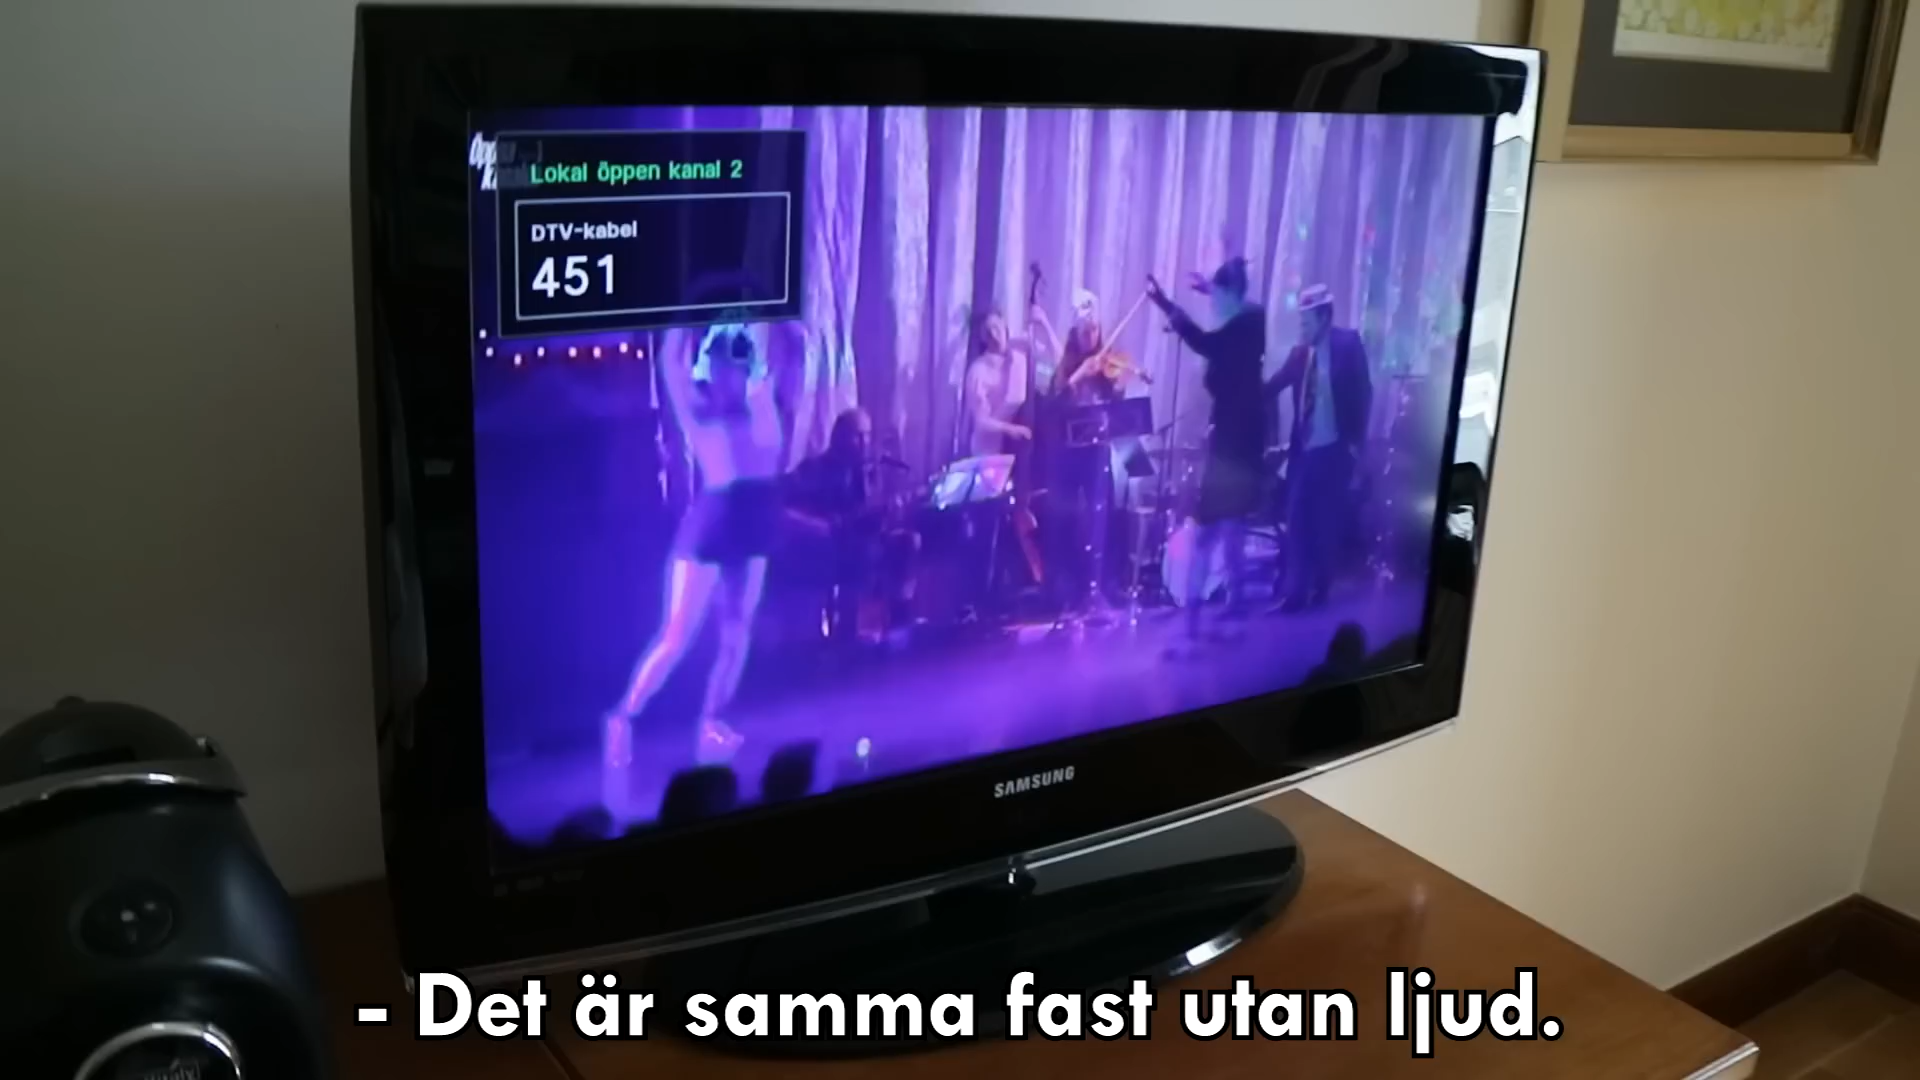 Lokal öppen kanal 2
DTV-kabel
451
SAMSUNG
- Det är samma fast utan ljud.